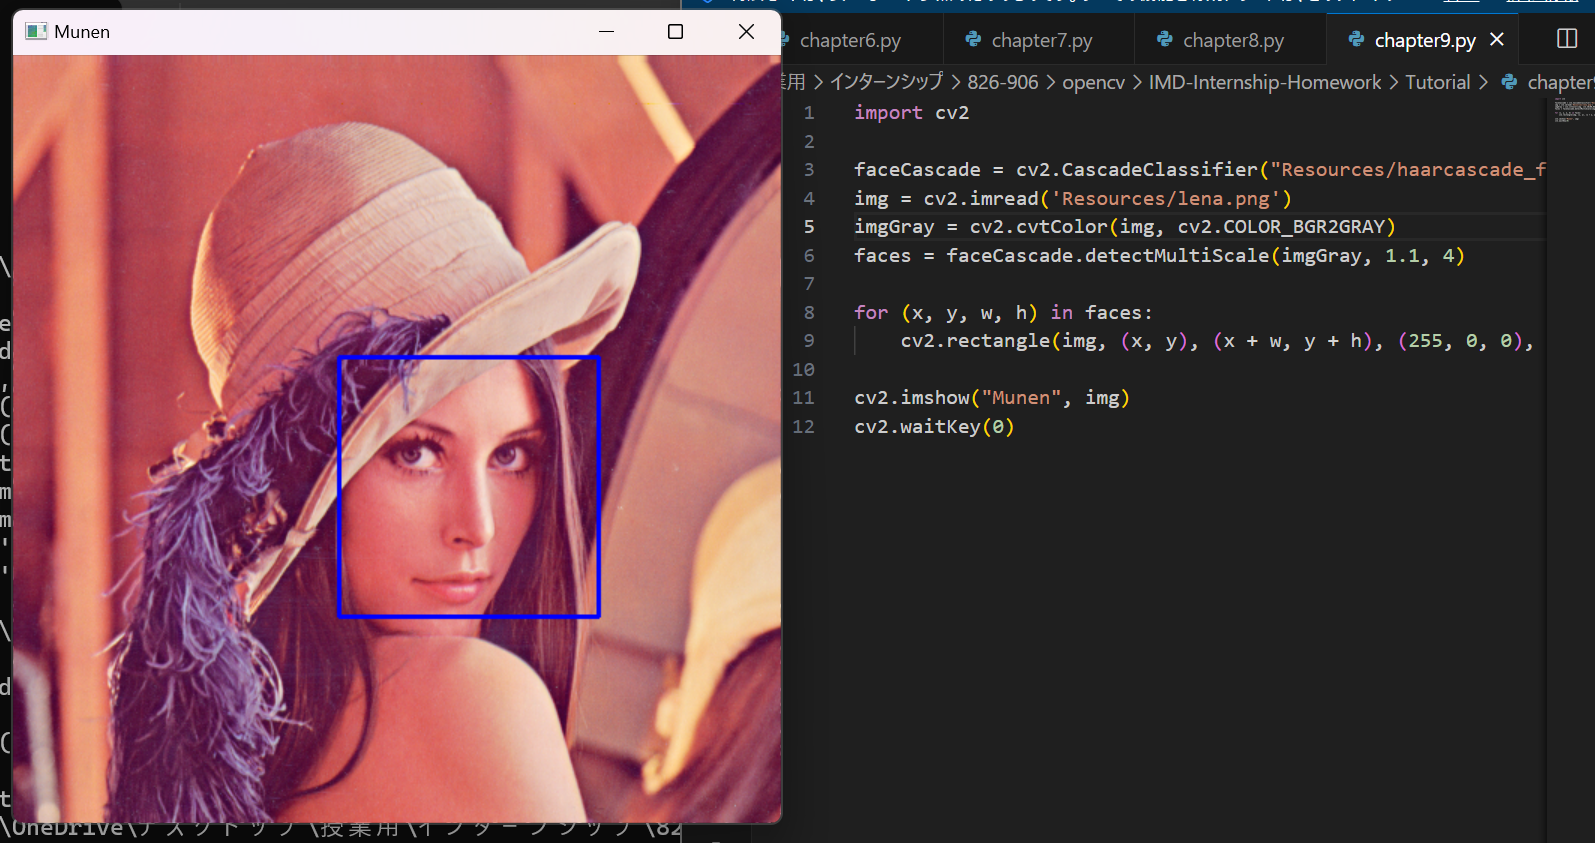 Munen
chapter6.py
chapter7.py
chapter8.py
chapter9.py
業用 > インターンシップ > 826-906 > opencv > IMD-Internship-Homework > Tutorial > chapter9
1 import cv2
2
3 faceCascade = cv2.CascadeClassifier("Resources/haarcascade_f
4 img = cv2.imread('Resources/lena.png')
5 imgGray = cv2.cvtColor(img, cv2.COLOR_BGR2GRAY)
6 faces = faceCascade.detectMultiScale(imgGray, 1.1, 4)
7
8 for (x, y, w, h) in faces:
9 cv2.rectangle(img, (x, y), (x + w, y + h), (255, 0, 0),
10
11 cv2.imshow("Munen", img)
12 cv2.waitKey(0)
\OneDrive\デスクトップ\授業用\インターンシップ\82